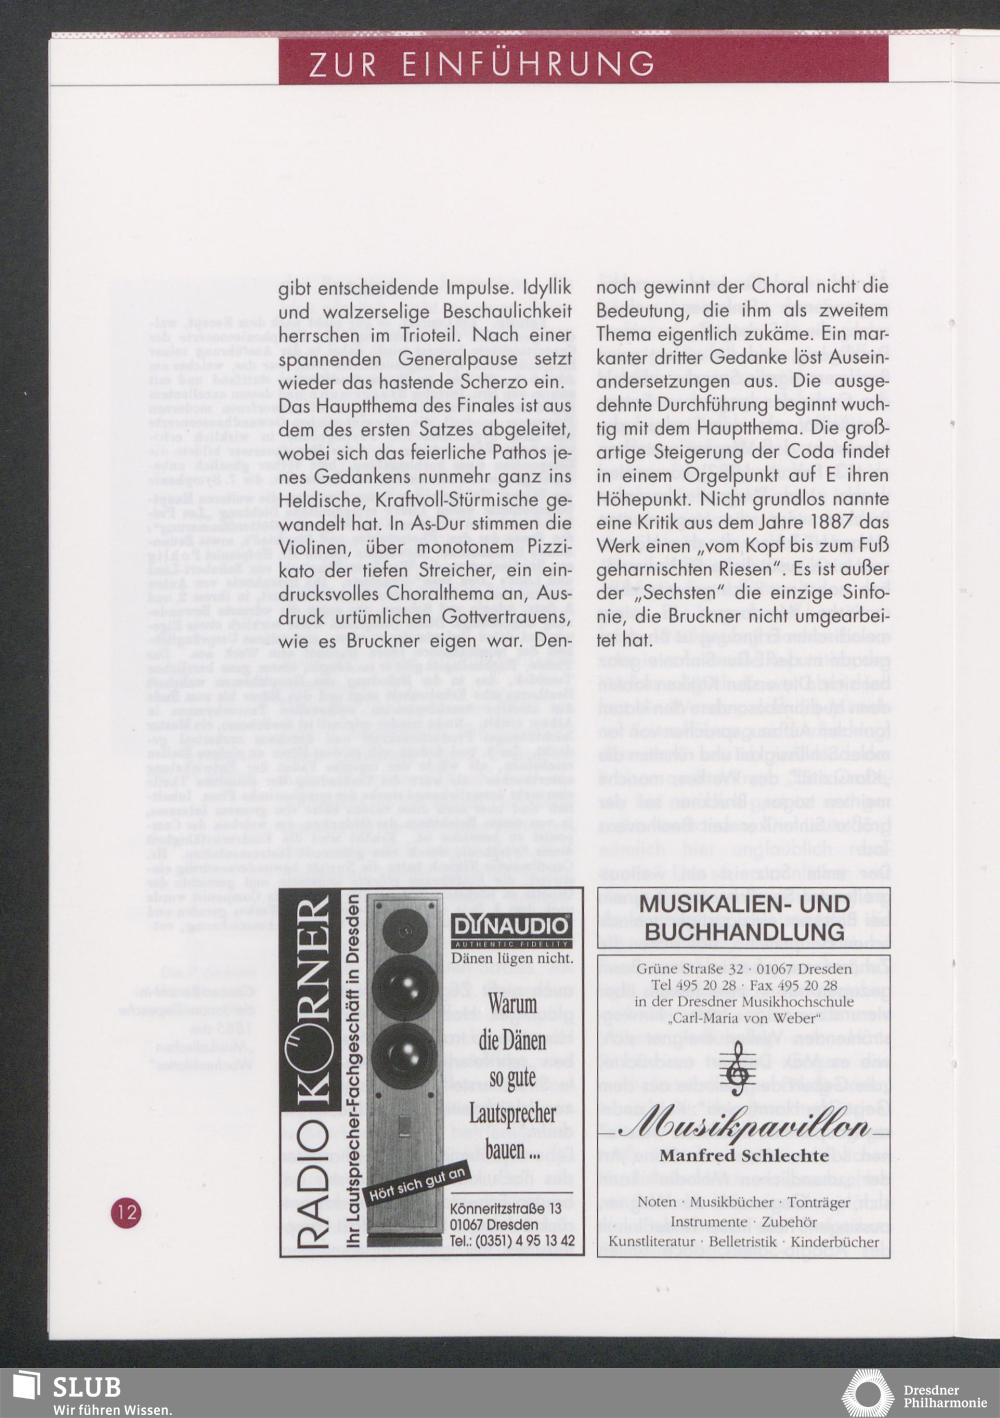 ZUR EINFÜHRUNG
gibt entscheidende Impulse. Idyllik
und walzerselige Beschaulichkeit
herrschen im Trioteil. Nach einer
spannenden Generalpause setzt
wieder das hastende Scherzo ein.
Das Hauptthema des Finales ist aus
dem des ersten Satzes abgeleitet,
wobei sich das feierliche Pathos je-
nes Gedankens nunmehr ganz ins
Heldische, Kraftvoll-Stürmische ge-
wandelt hat. In As-Dur stimmen die
Violinen, über monotonem Pizzi-
kato der tiefen Streicher, ein ein-
drucksvolles Choralthema an, Aus-
druck urtümlichen Gottvertrauens,
wie es Bruckner eigen war. Den-
noch gewinnt der Choral nicht die
Bedeutung, die ihm als zweitem
Thema eigentlich zukäme. Ein mar-
kanter dritter Gedanke löst Ausein-
andersetzungen aus. Die ausge-
dehnte Durchführung beginnt wuch-
tig mit dem Hauptthema. Die groß-
artige Steigerung der Coda findet
in einem Orgelpunkt auf E ihren
Höhepunkt. Nicht grundlos nannte
eine Kritik aus dem Jahre 1887 das
Werk einen „vom Kopf bis zum Fuß
geharnischten Riesen“. Es ist außer
der „Sechsten“ die einzige Sinfo-
nie, die Bruckner nicht umgearbei-
tet hat.
RADIO KÖRNER
Ihr Lautsprecher-Fachgeschäft in Dresden
DYNAUDIO
AUTHENTIC FIDELITY
Dänen lügen nicht.
Warum
die Dänen
so gute
Lautsprecher
bauen ...
Hört sich gut an
Könneritzstraße 13
01067 Dresden
Tel.: (0351) 4 95 13 42
MUSIKALIEN- UND
BUCHHANDLUNG
Grüne Straße 32 · 01067 Dresden
Tel 495 20 28 · Fax 495 20 28
in der Dresdner Musikhochschule
„Carl-Maria von Weber“
Musikpavillon
Manfred Schlechte
Noten · Musikbücher · Tonträger
Instrumente · Zubehör
Kunstliteratur · Belletristik · Kinderbücher
12
SLUB
Wir führen Wissen.
Dresdner
Philharmonie